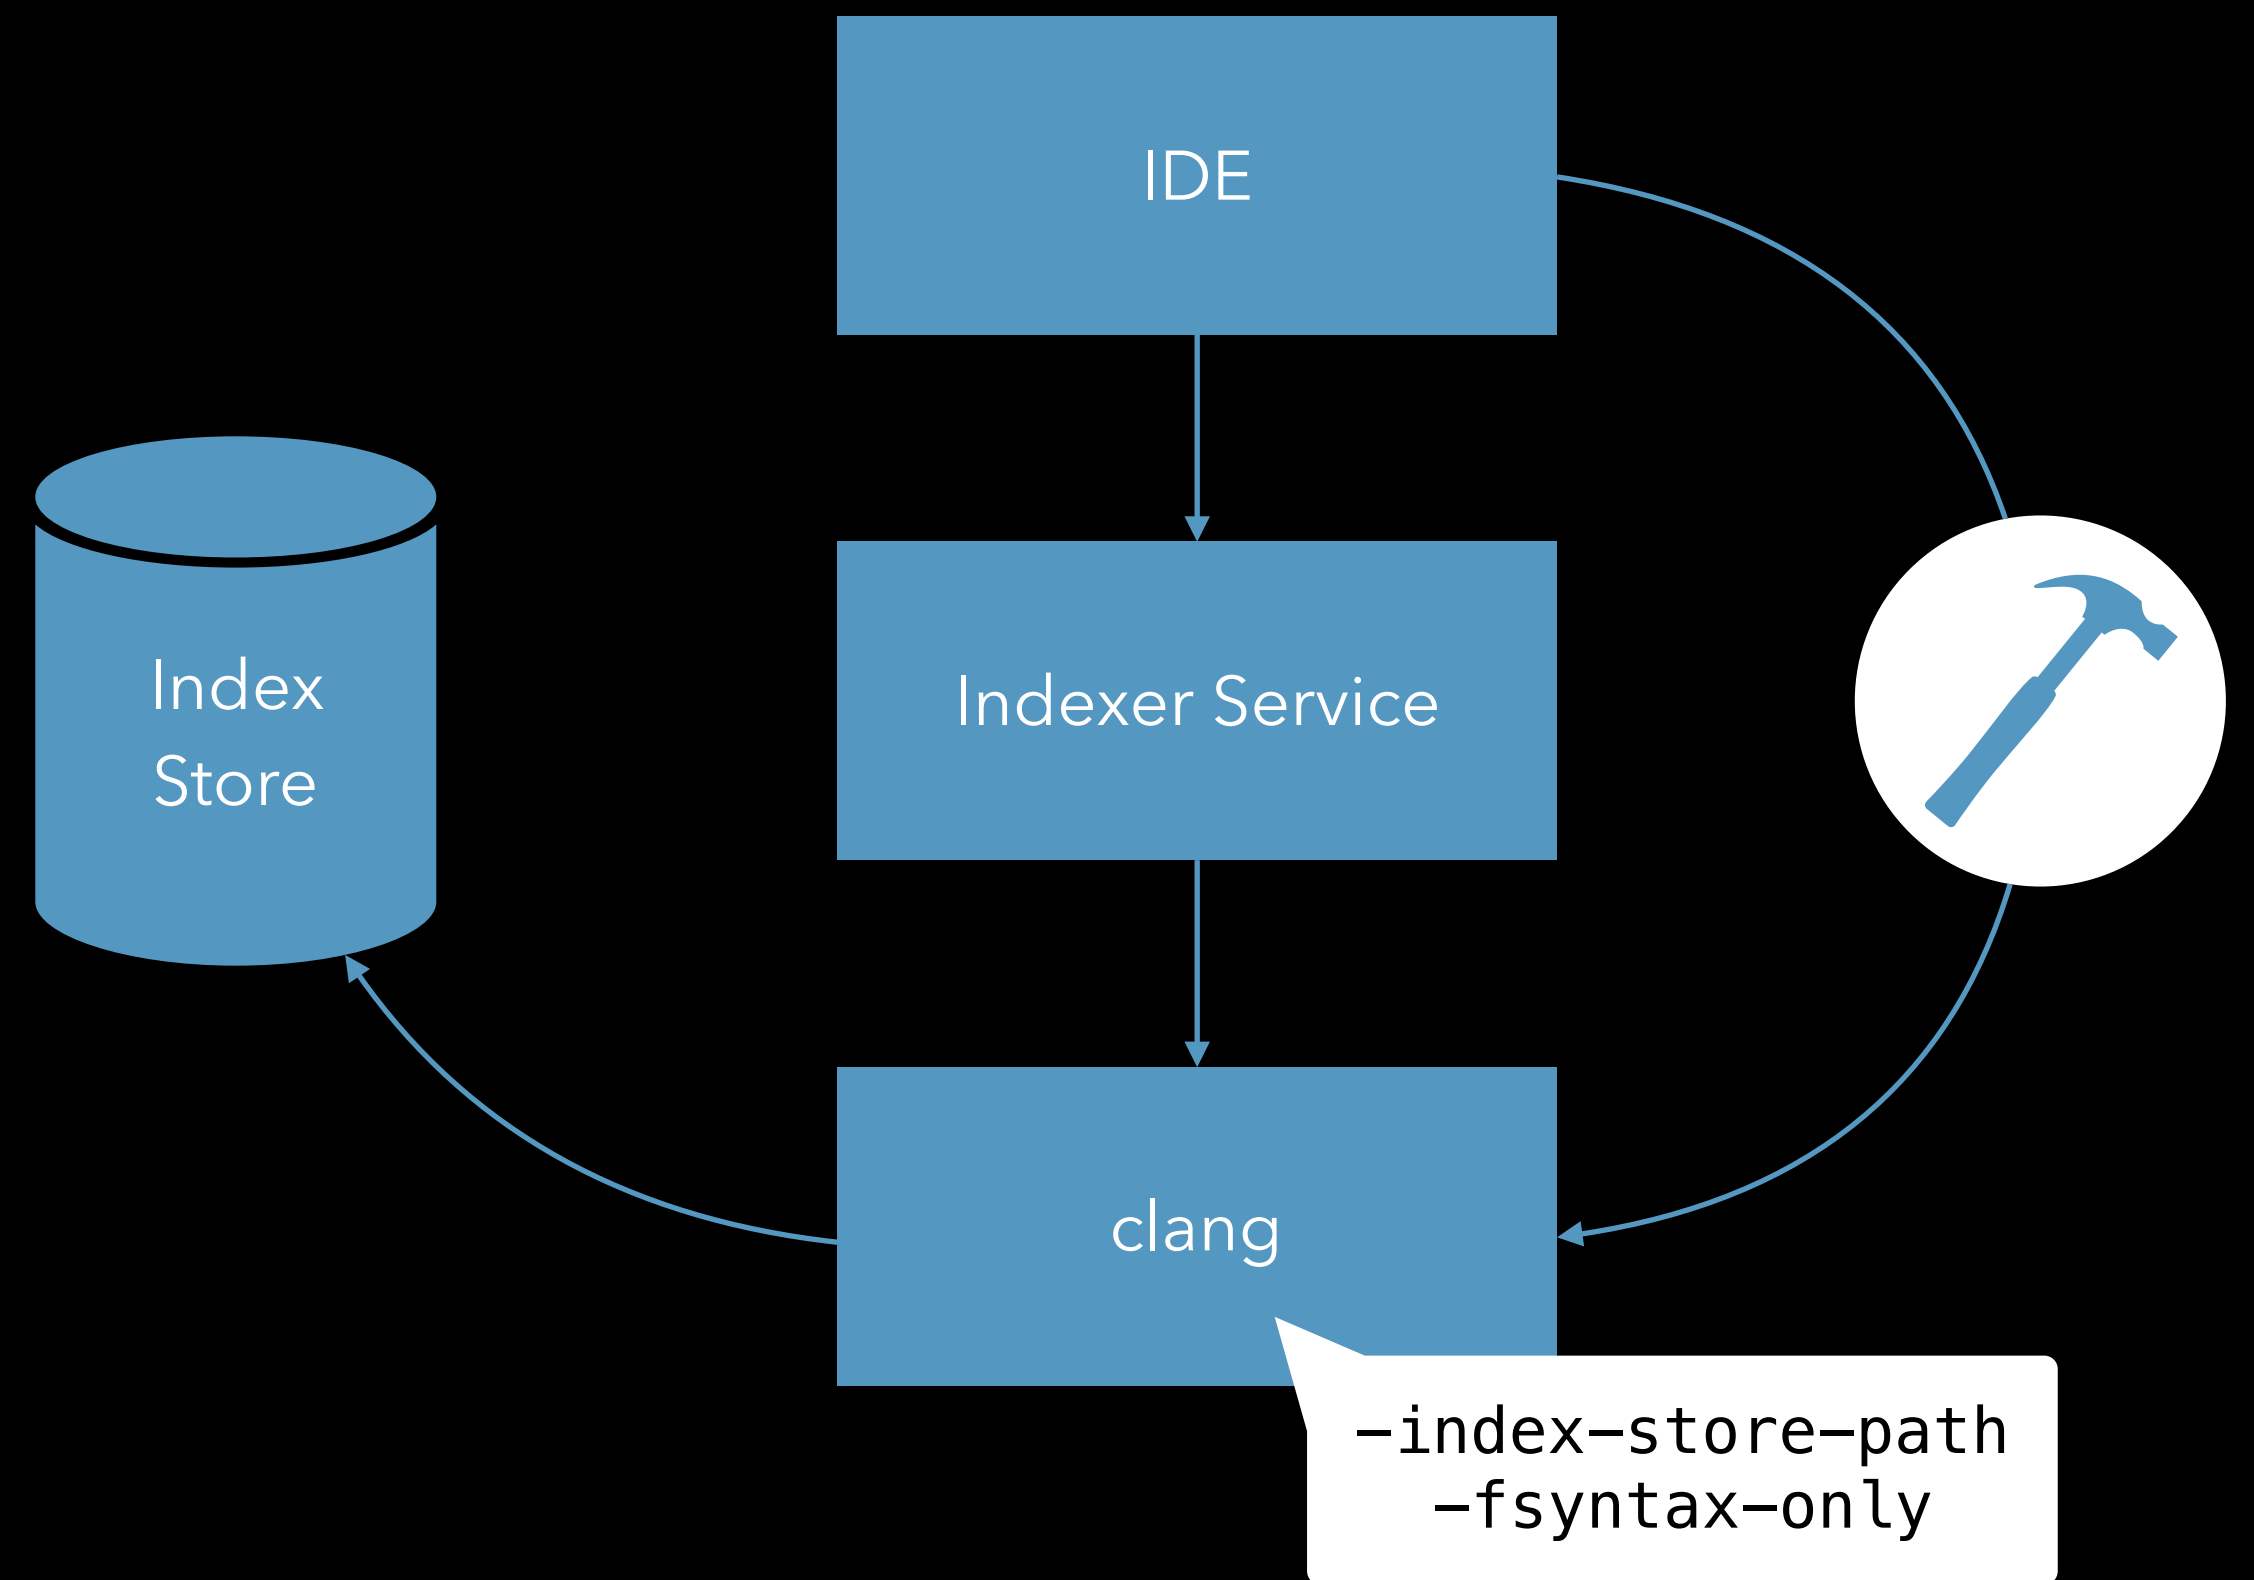 IDE
Index
Store
Indexer Service
clang
-index-store-path
-fsyntax-only